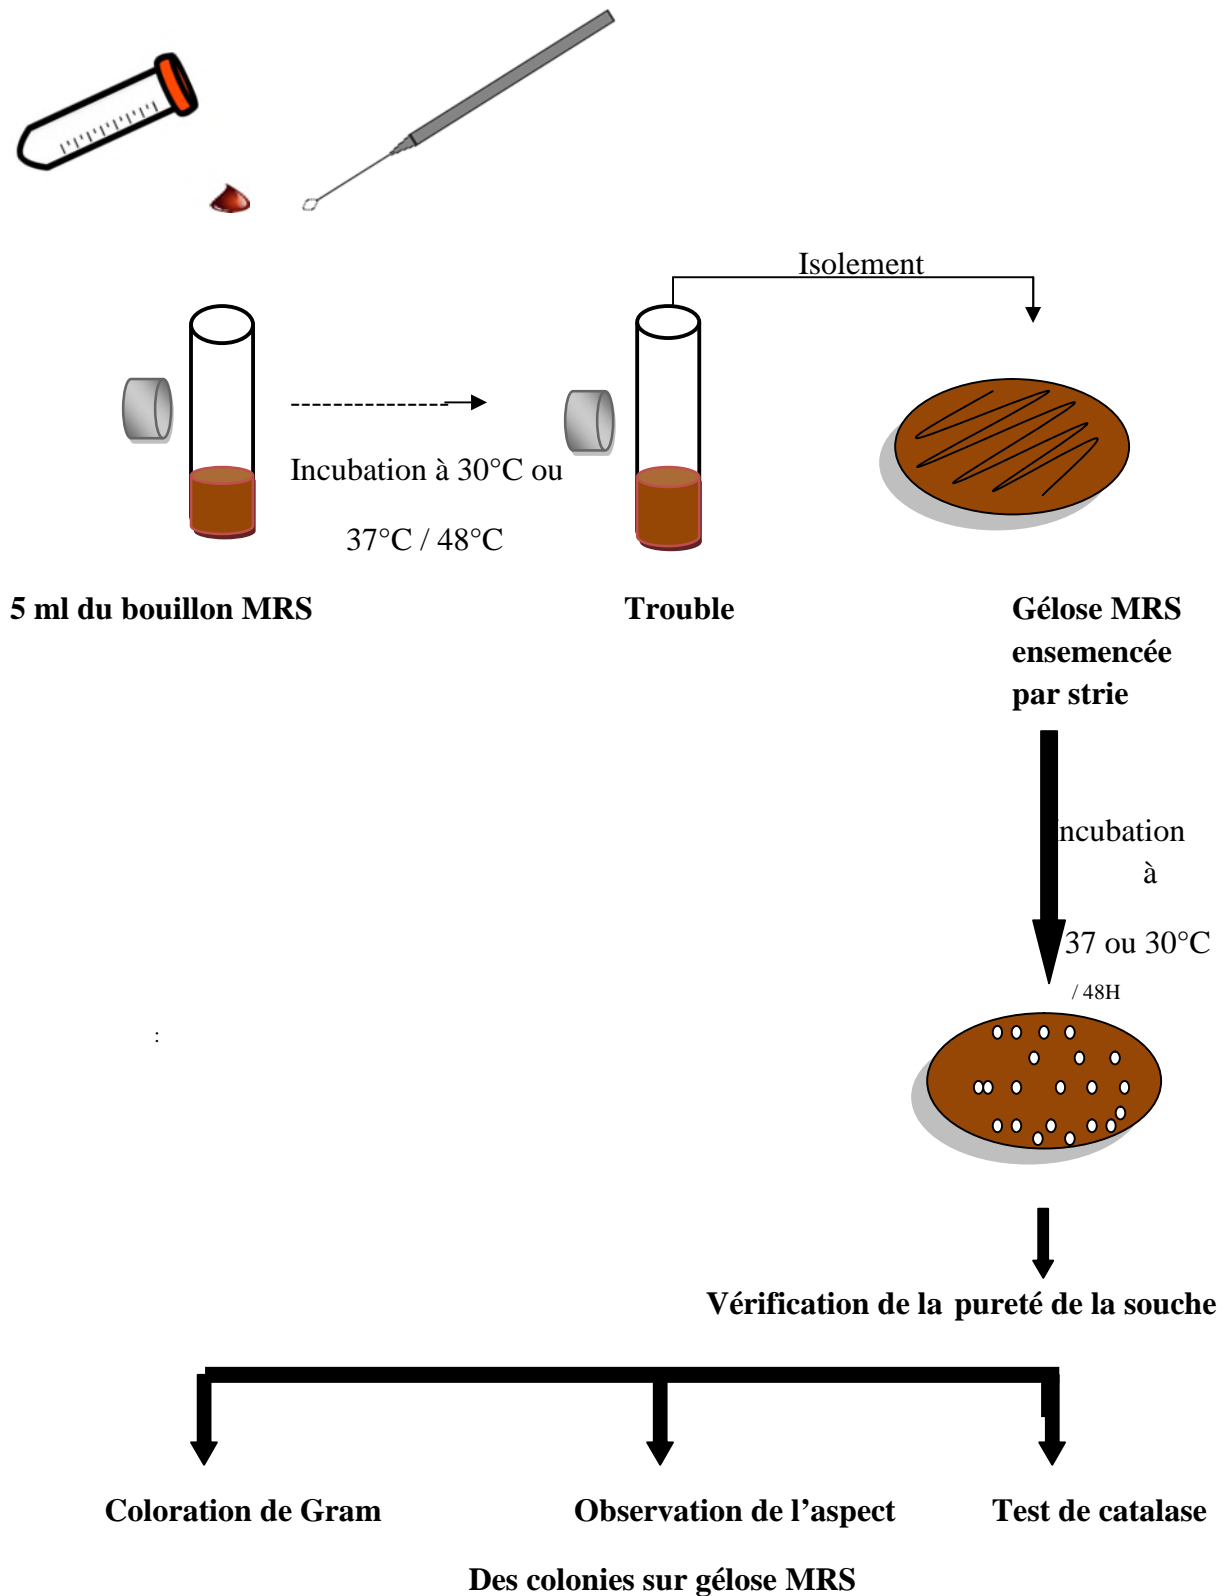 Isolement
Incubation à 30°C ou
37°C / 48°C
5 ml du bouillon MRS
Trouble
Gélose MRS
ensemencée
par strie
ncubation
à
37 ou 30°C
/ 48H
:
Vérification de la pureté de la souche
Coloration de Gram
Observation de l’aspect
Test de catalase
Des colonies sur gélose MRS